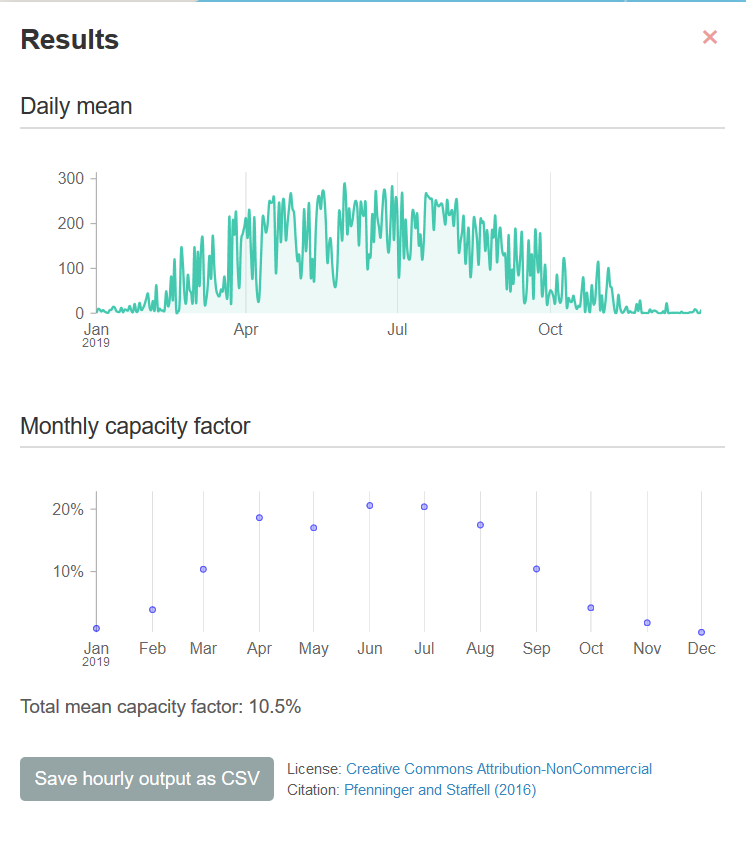 Results
×
Daily mean
300
200
100
0
Jan Apr Jul Oct
2019
Monthly capacity factor
20%
10%
Jan Feb Mar Apr May Jun Jul Aug Sep Oct Nov Dec
2019
Total mean capacity factor: 10.5%
Save hourly output as CSV
License: Creative Commons Attribution-NonCommercial
Citation: Pfenninger and Staffell (2016)